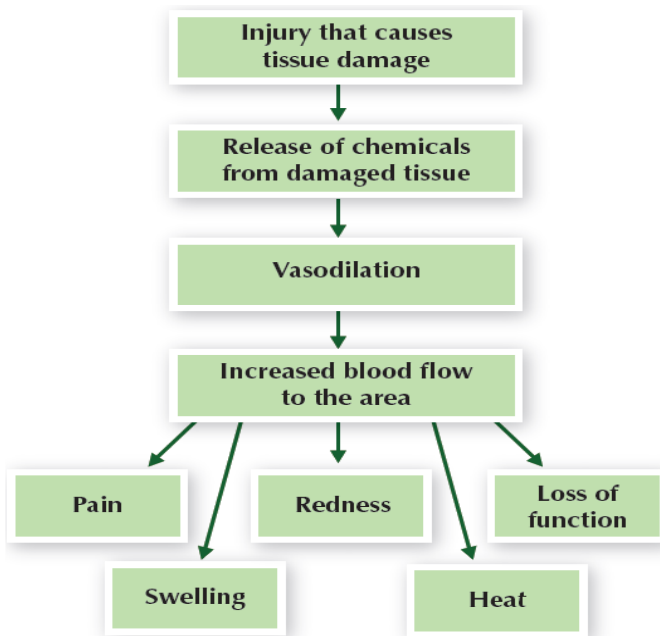 Injury that causes
tissue damage
Release of chemicals
from damaged tissue
Vasodilation
Increased blood flow
to the area
Pain
Redness
Loss of
function
Swelling
Heat